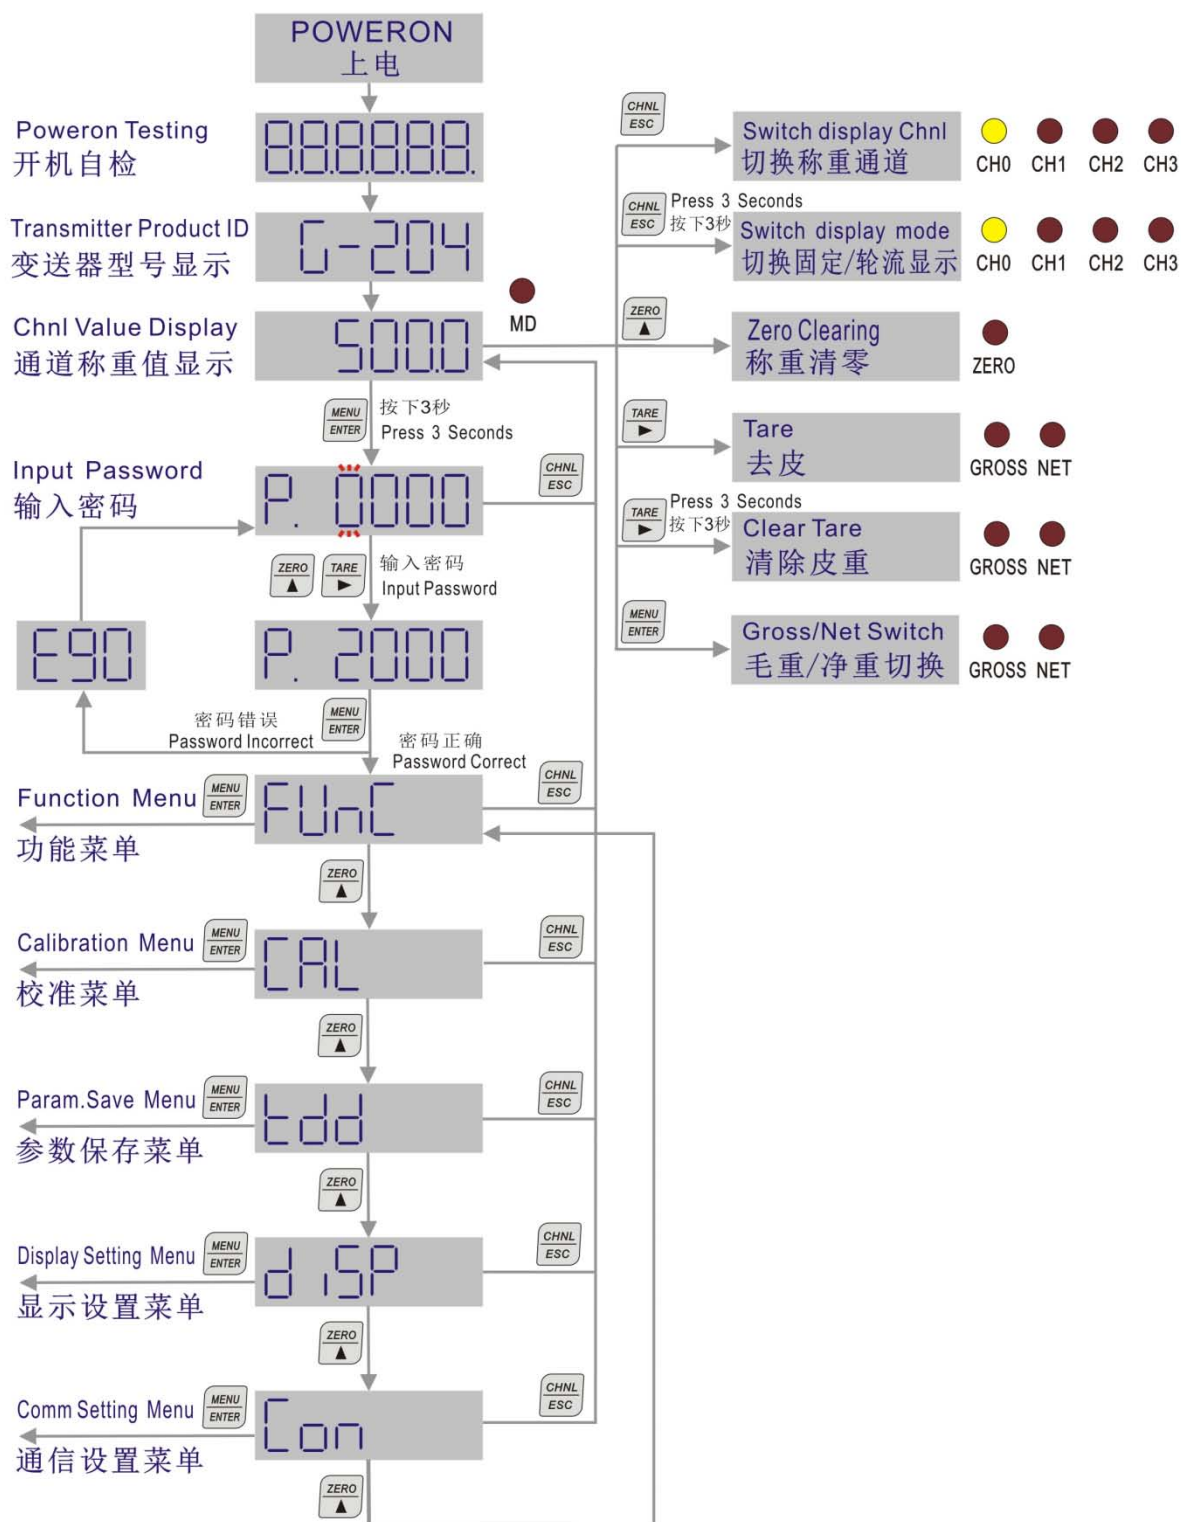 POWERON
上电
Poweron Testing
开机自检
8.8.8.8.8.8.
Transmitter Product ID
变送器型号显示
G-204
Chnl Value Display
通道称重值显示
500.0
MD
MENU
ENTER
按下3秒
Press 3 Seconds
Input Password
输入密码
P. 0000
CHNL
ESC
ZERO
TARE
输入密码
Input Password
E90
P. 2000
密码错误
Password Incorrect
MENU
ENTER
密码正确
Password Correct
Function Menu
功能菜单
MENU
ENTER
FUnC
CHNL
ESC
ZERO
Calibration Menu
校准菜单
MENU
ENTER
CAL
CHNL
ESC
ZERO
Param.Save Menu
参数保存菜单
MENU
ENTER
tdd
CHNL
ESC
ZERO
Display Setting Menu
显示设置菜单
MENU
ENTER
diSP
CHNL
ESC
ZERO
Comm Setting Menu
通信设置菜单
MENU
ENTER
Con
CHNL
ESC
ZERO
CHNL
ESC
Switch display Chnl
切换称重通道
CH0 CH1 CH2 CH3
CHNL
ESC
Press 3 Seconds
按下3秒
Switch display mode
切换固定/轮流显示
CH0 CH1 CH2 CH3
ZERO
Zero Clearing
称重清零
ZERO
TARE
Tare
去皮
GROSS NET
TARE
Press 3 Seconds
按下3秒
Clear Tare
清除皮重
GROSS NET
MENU
ENTER
Gross/Net Switch
毛重/净重切换
GROSS NET